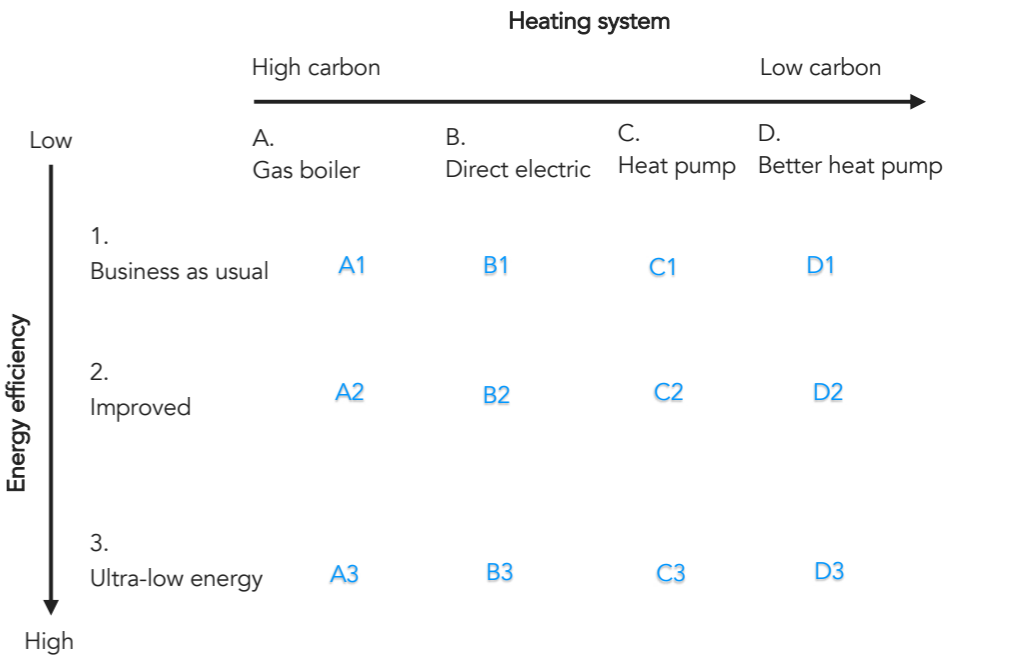 Heating system
High carbon
Low carbon
Low
A.
Gas boiler
B.
Direct electric
C.
Heat pump
D.
Better heat pump
1.
Business as usual
A1
B1
C1
D1
Energy efficiency
2.
Improved
A2
B2
C2
D2
3.
Ultra-low energy
A3
B3
C3
D3
High